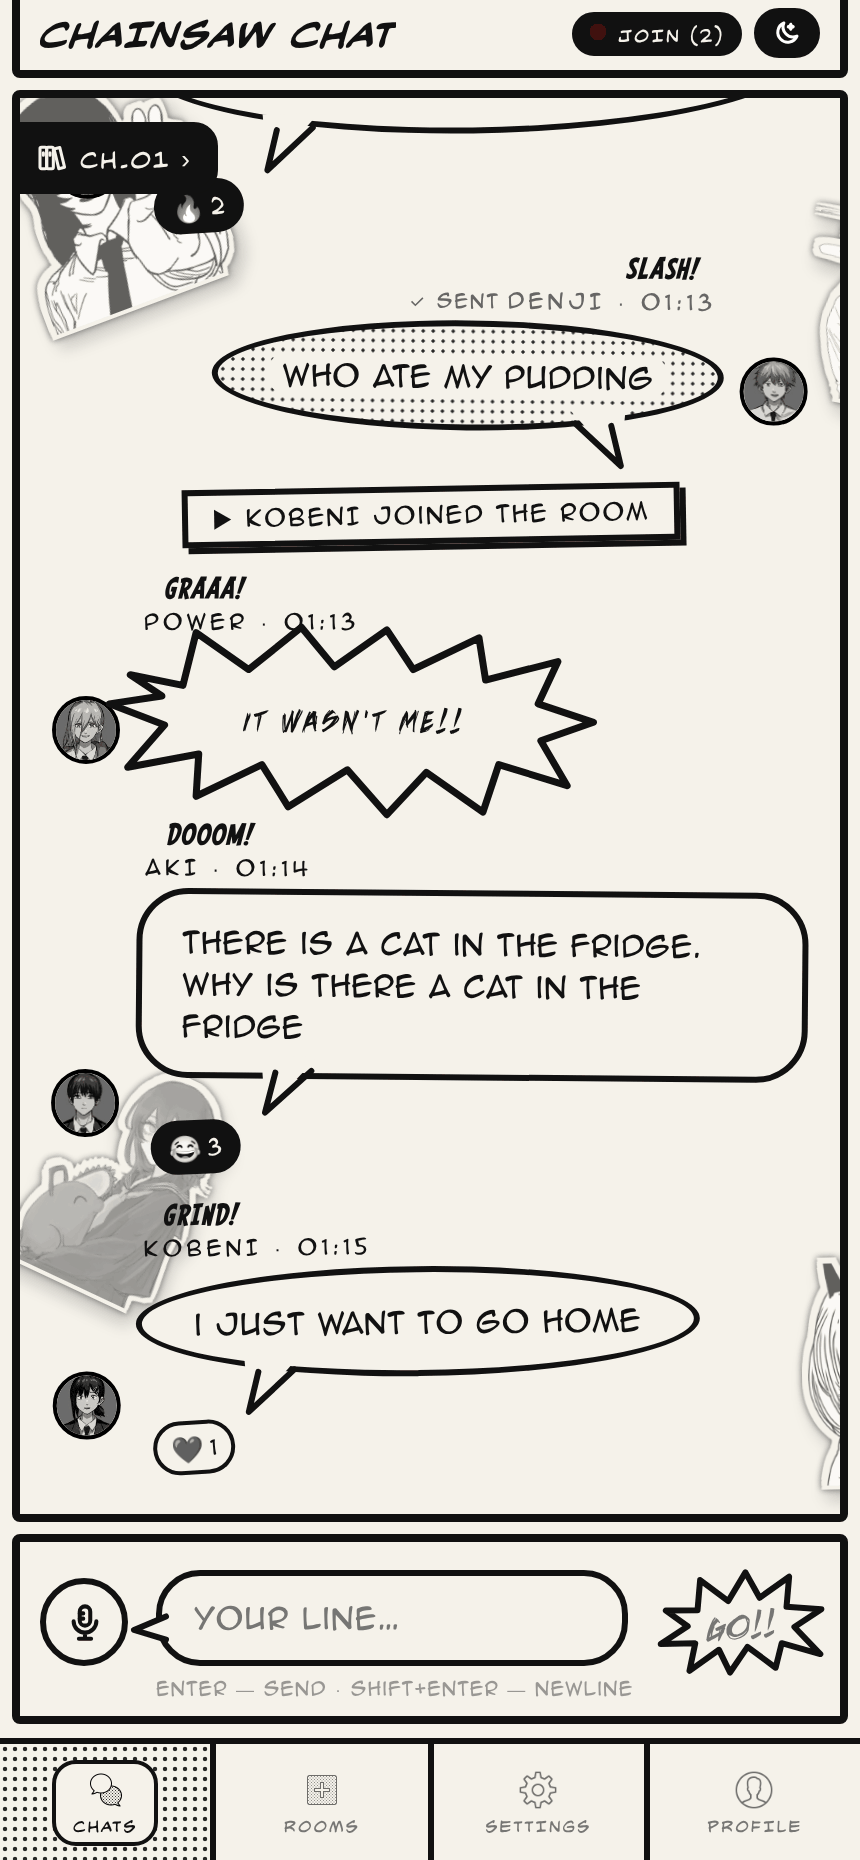 CHAINSAW CHAT
JOIN (2)
CH.01 ›
🔥 2
SLASH!
✓ SENT DENJI · 01:13
WHO ATE MY PUDDING
▶ KOBENI JOINED THE ROOM
GRAAA!
POWER · 01:13
IT WASN'T ME!!
DOOOM!
AKI · 01:14
THERE IS A CAT IN THE FRIDGE.
WHY IS THERE A CAT IN THE
FRIDGE
😂 3
GRIND!
KOBENI · 01:15
I JUST WANT TO GO HOME
🖤 1
YOUR LINE...
GO!!
ENTER — SEND · SHIFT+ENTER — NEWLINE
CHATS
ROOMS
SETTINGS
PROFILE